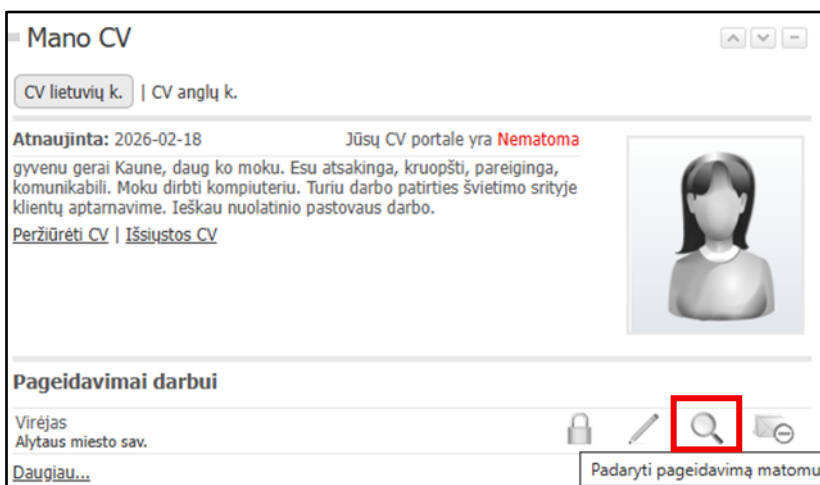 Mano CV
CV lietuvių k. | CV anglų k.
Atnaujinta: 2026-02-18 Jūsų CV portale yra Nematoma
gyvenu gerai Kaune, daug ko moku. Esu atsakinga, kruopšti, pareiginga,
komunikabili. Moku dirbti kompiuteriu. Turiu darbo patirties švietimo srityje
klientų aptarnavime. Ieškau nuolatinio pastovaus darbo.
Peržiūrėti CV | Išsiųstos CV
Pageidavimai darbui
Virėjas
Alytaus miesto sav.
Daugiau...
Padaryti pageidavimą matomu